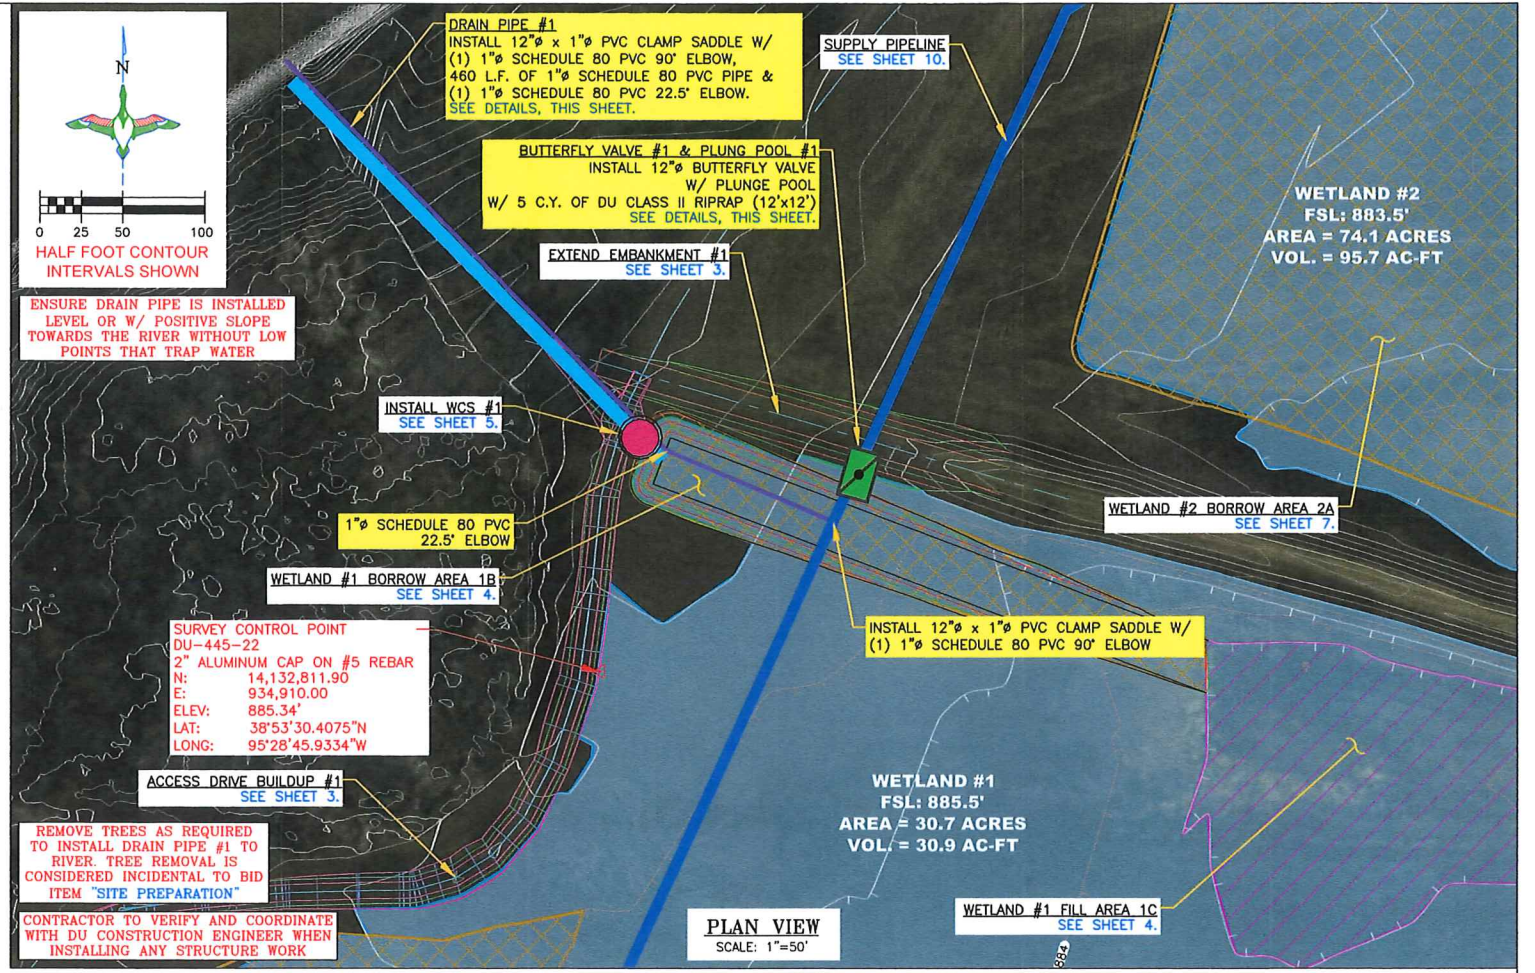 N
0 25 50 100
HALF FOOT CONTOUR
INTERVALS SHOWN
ENSURE DRAIN PIPE IS INSTALLED
LEVEL OR W/ POSITIVE SLOPE
TOWARDS THE RIVER WITHOUT LOW
POINTS THAT TRAP WATER
DRAIN PIPE #1
INSTALL 12"ø x 1"ø PVC CLAMP SADDLE W/
(1) 1"ø SCHEDULE 80 PVC 90° ELBOW,
460 L.F. OF 1"ø SCHEDULE 80 PVC PIPE &
(1) 1"ø SCHEDULE 80 PVC 22.5° ELBOW.
SEE DETAILS, THIS SHEET.
SUPPLY PIPELINE
SEE SHEET 10.
BUTTERFLY VALVE #1 & PLUNG POOL #1
INSTALL 12"ø BUTTERFLY VALVE
W/ PLUNGE POOL
W/ 5 C.Y. OF DU CLASS II RIPRAP (12'x12')
SEE DETAILS, THIS SHEET.
EXTEND EMBANKMENT #1
SEE SHEET 3.
WETLAND #2
FSL: 883.5'
AREA = 74.1 ACRES
VOL. = 95.7 AC-FT
INSTALL WCS #1
SEE SHEET 5.
WETLAND #2 BORROW AREA 2A
SEE SHEET 7.
1"ø SCHEDULE 80 PVC
22.5° ELBOW
WETLAND #1 BORROW AREA 1B
SEE SHEET 4.
INSTALL 12"ø x 1"ø PVC CLAMP SADDLE W/
(1) 1"ø SCHEDULE 80 PVC 90° ELBOW
SURVEY CONTROL POINT
DU-445-22
2" ALUMINUM CAP ON #5 REBAR
N: 14,132,811.90
E: 934,910.00
ELEV: 885.34'
LAT: 38°53'30.4075"N
LONG: 95°28'45.9334"W
ACCESS DRIVE BUILDUP #1
SEE SHEET 3.
WETLAND #1
FSL: 885.5'
AREA = 30.7 ACRES
VOL. = 30.9 AC-FT
REMOVE TREES AS REQUIRED
TO INSTALL DRAIN PIPE #1 TO
RIVER. TREE REMOVAL IS
CONSIDERED INCIDENTAL TO BID
ITEM "SITE PREPARATION"
CONTRACTOR TO VERIFY AND COORDINATE
WITH DU CONSTRUCTION ENGINEER WHEN
INSTALLING ANY STRUCTURE WORK
PLAN VIEW
SCALE: 1"=50'
WETLAND #1 FILL AREA 1C
SEE SHEET 4.
884